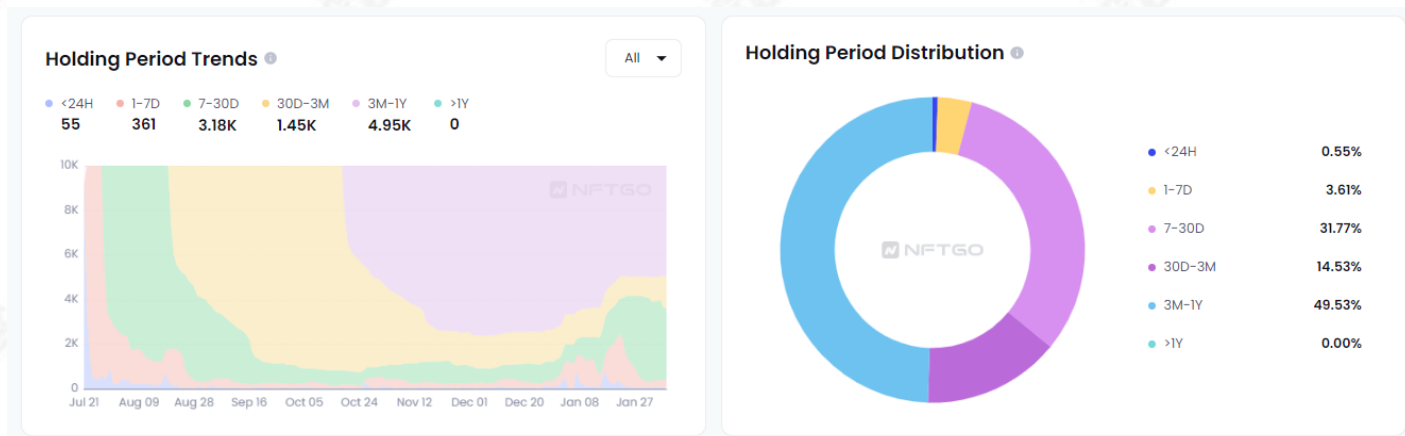 Holding Period Trends
All
<24H 1-7D 7-30D 30D-3M 3M-1Y >1Y
55 361 3.18K 1.45K 4.95K 0
10K
8K
6K
4K
2K
0
NFTGO
Jul 21 Aug 09 Aug 28 Sep 16 Oct 05 Oct 24 Nov 12 Dec 01 Dec 20 Jan 08 Jan 27
Holding Period Distribution
NFTGO
<24H 0.55%
1-7D 3.61%
7-30D 31.77%
30D-3M 14.53%
3M-1Y 49.53%
>1Y 0.00%